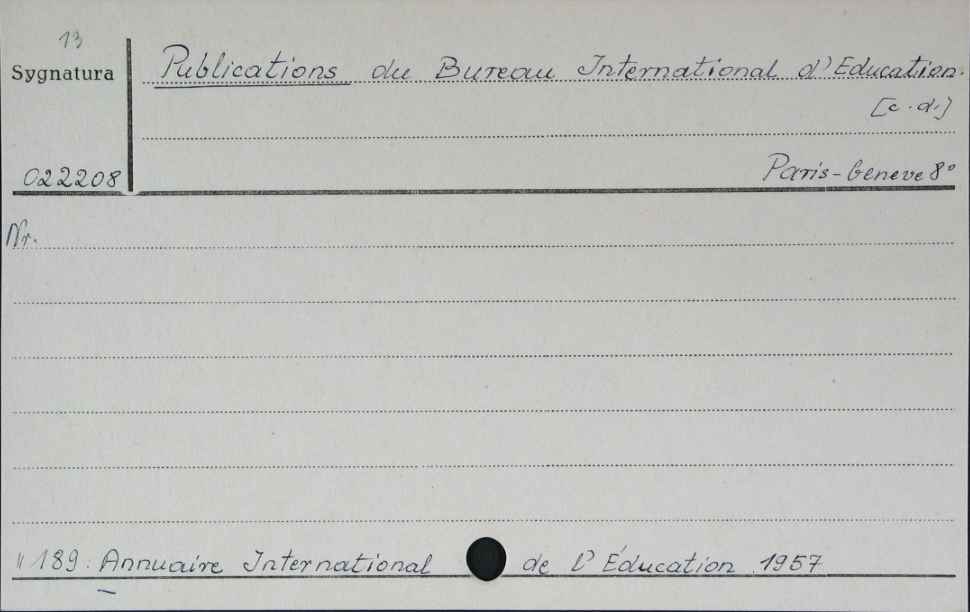 13
Sygnatura
Publications du Bureau International d'Education.
[c.d.]
022208
Paris-Geneve 8°
Nr.
" 189: Annuaire International de l'Éducation 1957